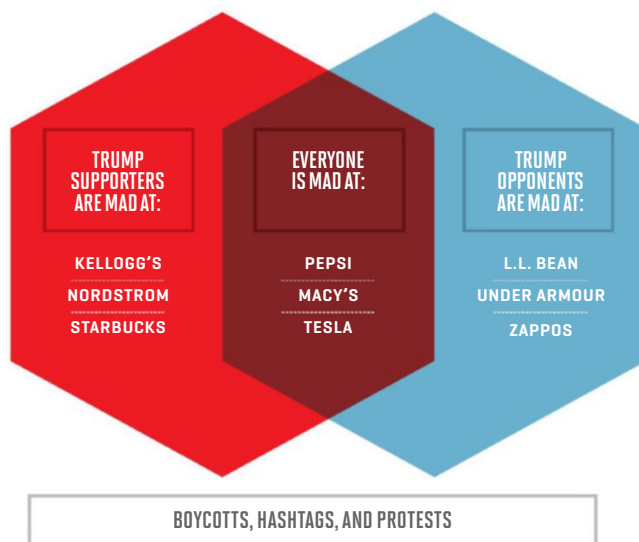 TRUMP
SUPPORTERS
ARE MAD AT:
KELLOGG'S
NORDSTROM
STARBUCKS
EVERYONE
IS MAD AT:
PEPSI
MACY'S
TESLA
TRUMP
OPPONENTS
ARE MAD AT:
L.L. BEAN
UNDER ARMOUR
ZAPPOS
BOYCOTTS, HASHTAGS, AND PROTESTS